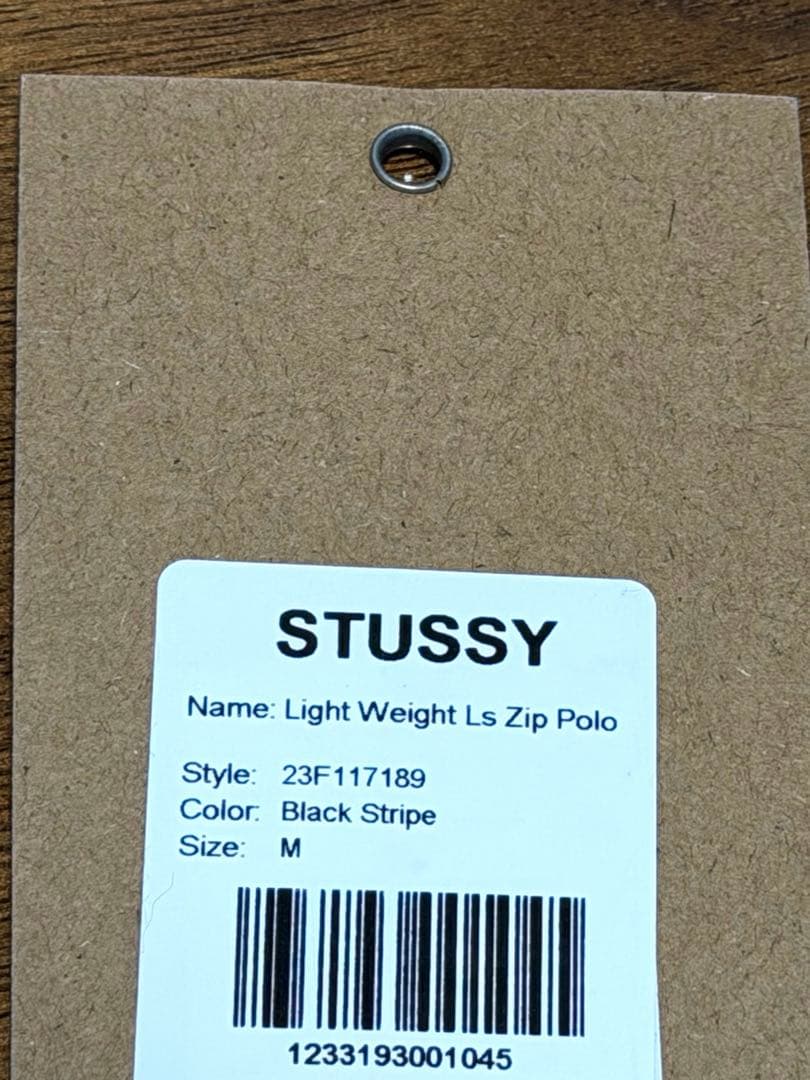 STUSSY
Name: Light Weight Ls Zip Polo
Style: 23F117189
Color: Black Stripe
Size: M
1233193001045